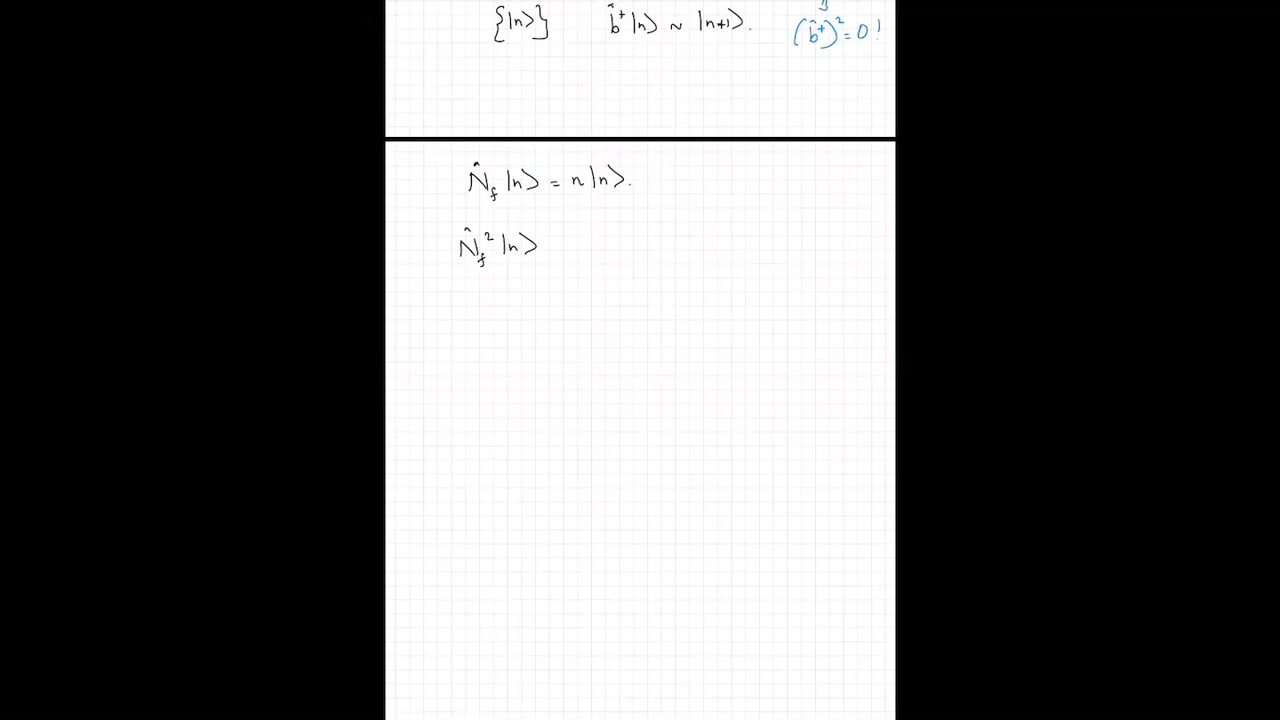 {|n>} b̂⁺|n> ~ |n+1>. (b̂⁺)² = 0 !
N̂_f |n> = n|n>.
N̂_f² |n>